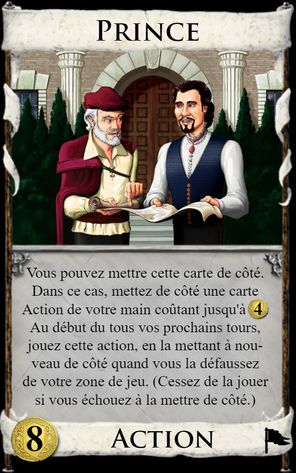 PRINCE
Vous pouvez mettre cette carte de côté.
Dans ce cas, mettez de côté une carte
Action de votre main coûtant jusqu'à 4
Au début du tous vos prochains tours,
jouez cette action, en la mettant à nou-
veau de côté quand vous la défaussez
de votre zone de jeu. (Cessez de la jouer
si vous échouez à la mettre de côté.)
8 ACTION